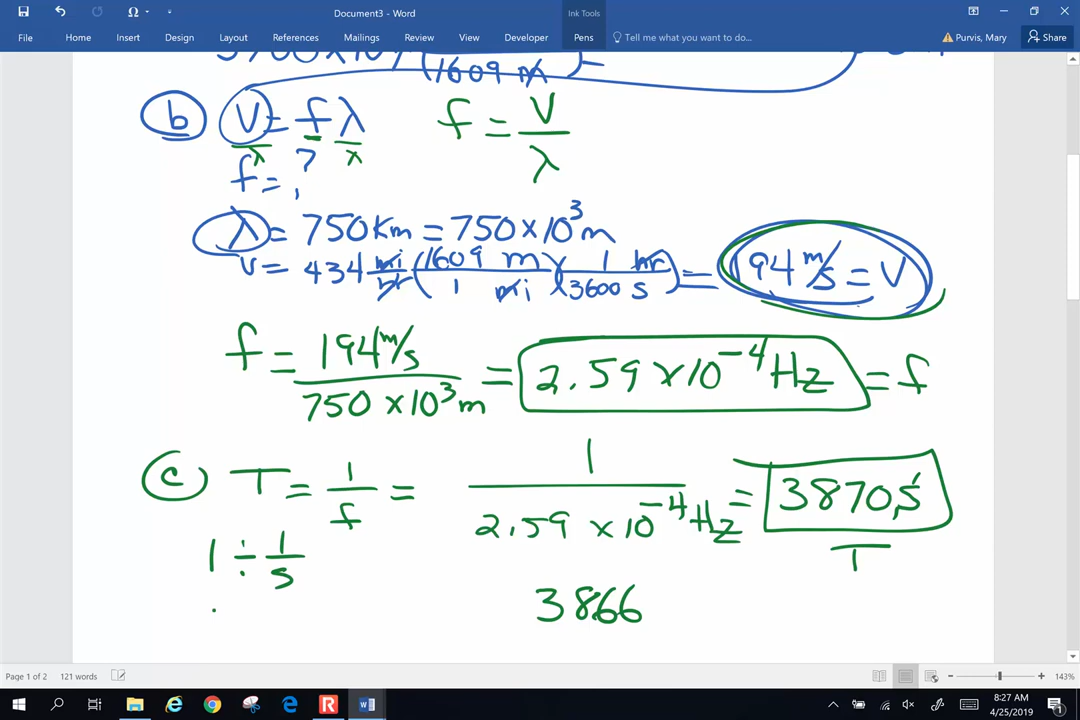 Document3 - Word
Ink Tools
Purvis, Mary
Share
File Home Insert Design Layout References Mailings Review View Developer Pens Tell me what you want to do...
(1609 m)
b V = fλ f = V/λ
λ λ
f = ?
λ = 750 Km = 750 × 10³ m
v = 434 mi/hr (1609 m / 1 mi)(1 hr / 3600 s) = 194 m/s = V
f = 194 m/s / 750 × 10³ m = 2.59 × 10⁻⁴ Hz = f
c T = 1/f = 1 / 2.59 × 10⁻⁴ Hz = 3870 s
T
1 ÷ 1/s
3866
Page 1 of 2 121 words 143%
8:27 AM
4/25/2019